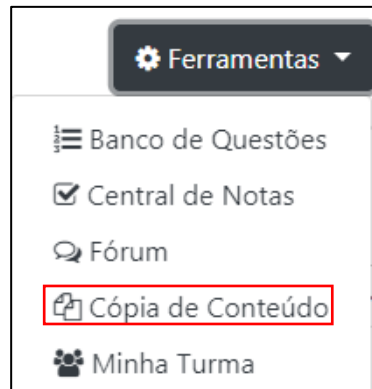 Ferramentas
Banco de Questões
Central de Notas
Fórum
Cópia de Conteúdo
Minha Turma